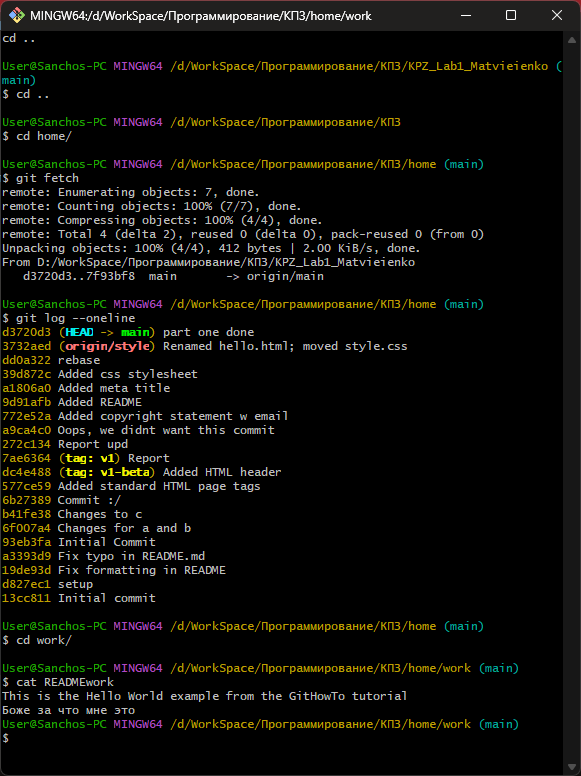 MINGW64:/d/WorkSpace/Программирование/КПЗ/home/work
cd ..
User@Sanchos-PC MINGW64 /d/WorkSpace/Программирование/КПЗ/KPZ_Lab1_Matvieienko (
main)
$ cd ..
User@Sanchos-PC MINGW64 /d/WorkSpace/Программирование/КПЗ
$ cd home/
User@Sanchos-PC MINGW64 /d/WorkSpace/Программирование/КПЗ/home (main)
$ git fetch
remote: Enumerating objects: 7, done.
remote: Counting objects: 100% (7/7), done.
remote: Compressing objects: 100% (4/4), done.
remote: Total 4 (delta 2), reused 0 (delta 0), pack-reused 0 (from 0)
Unpacking objects: 100% (4/4), 412 bytes | 2.00 KiB/s, done.
From D:/WorkSpace/Программирование/КПЗ/KPZ_Lab1_Matvieienko
d3720d3..7f93bf8  main       -> origin/main
User@Sanchos-PC MINGW64 /d/WorkSpace/Программирование/КПЗ/home (main)
$ git log --oneline
d3720d3 (HEAD -> main) part one done
3732aed (origin/style) Renamed hello.html; moved style.css
dd0a322 rebase
39d872c Added css stylesheet
a1806a0 Added meta title
9d91afb Added README
772e52a Added copyright statement w email
a9ca4c0 Oops, we didnt want this commit
272c134 Report upd
7ae6364 (tag: v1) Report
dc4e488 (tag: v1-beta) Added HTML header
577ce59 Added standard HTML page tags
6b27389 Commit :/
b41fe38 Changes to c
6f007a4 Changes for a and b
93eb3fa Initial Commit
a3393d9 Fix typo in README.md
19de93d Fix formatting in README
d827ec1 setup
13cc811 Initial commit
User@Sanchos-PC MINGW64 /d/WorkSpace/Программирование/КПЗ/home (main)
$ cd work/
User@Sanchos-PC MINGW64 /d/WorkSpace/Программирование/КПЗ/home/work (main)
$ cat READMEwork
This is the Hello World example from the GitHowTo tutorial
Боже за что мне это
User@Sanchos-PC MINGW64 /d/WorkSpace/Программирование/КПЗ/home/work (main)
$